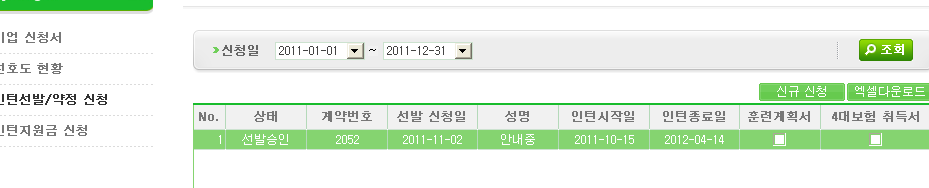 신청서
신청일 2011-01-01 ~ 2011-12-31 조회
현황
인턴선발/약정 신청
신규 신청 엑셀다운로드
No. 상태 계약번호 선발 신청일 성명 인턴시작일 인턴종료일 훈련계획서 4대보험 취득서
인턴지원금 신청
1 선발승인 2052 2011-11-02 안내중 2011-10-15 2012-04-14